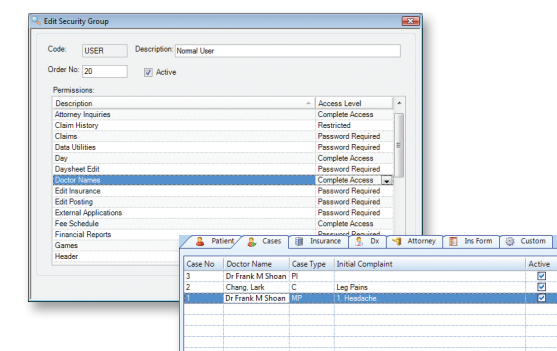 Edit Security Group
Code: USER Description: Normal User
Order No: 20 Active
Permissions:
Description Access Level
Attorney Inquiries Complete Access
Claim History Restricted
Claims Password Required
Data Utilities Password Required
Day Complete Access
Daysheet Edit Password Required
Doctor Names Complete Access
Edit Insurance Password Required
Edit Posting Password Required
External Applications Password Required
Fee Schedule Complete Access
Financial Reports Password Required
Games
Header
Patient Cases Insurance Dx Attorney Ins Form Custom
Case No Doctor Name Case Type Initial Complaint Active
3 Dr Frank M Shoan PI
2 Chang, Lark C Leg Pains
1 Dr Frank M Shoan MP 1. Headache